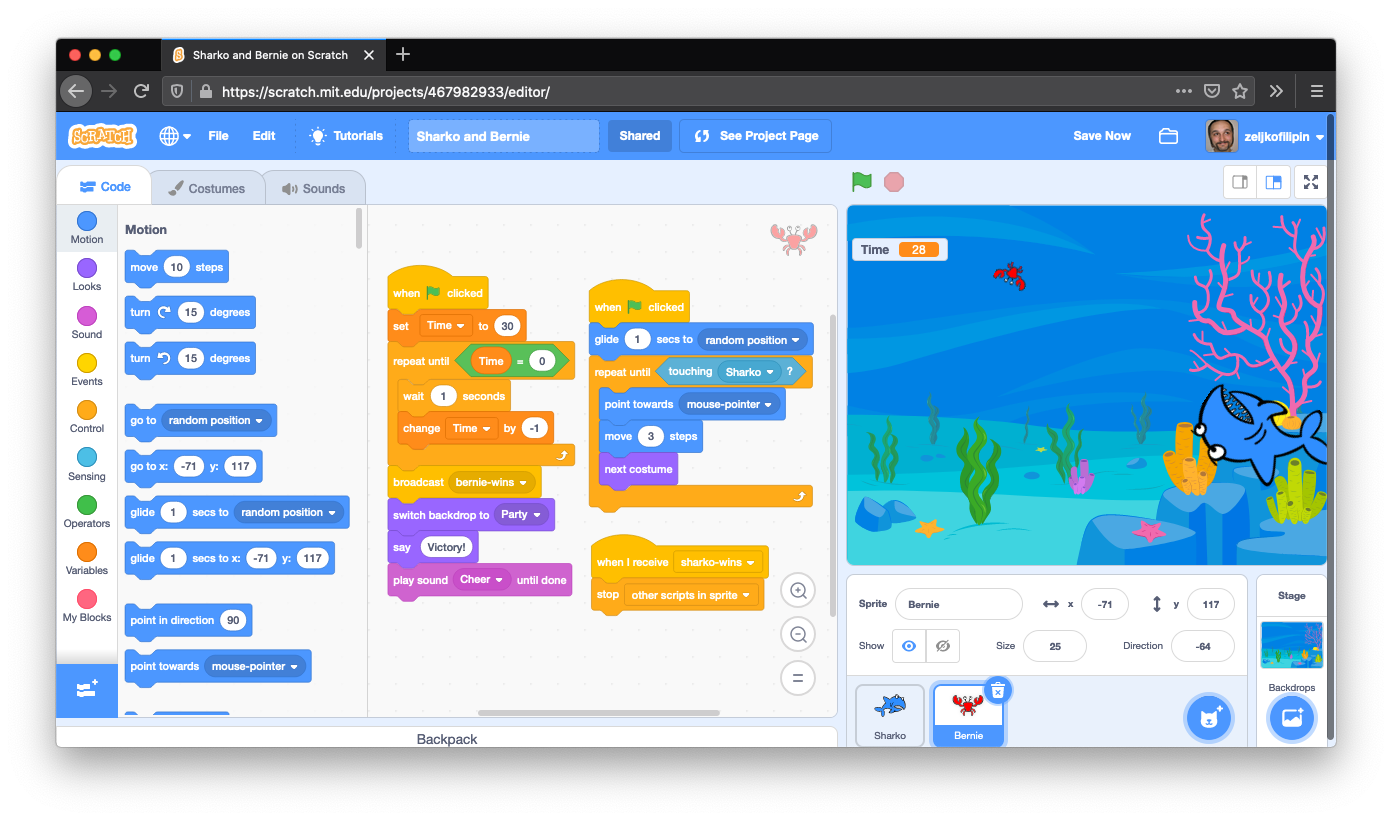 Sharko and Bernie on Scratch
https://scratch.mit.edu/projects/467982933/editor/
SCRATCH
File
Edit
Tutorials
Sharko and Bernie
Shared
See Project Page
Save Now
zeljkofilipin
Code
Costumes
Sounds
Motion
Looks
Sound
Events
Control
Sensing
Operators
Variables
My Blocks
Motion
move 10 steps
turn 15 degrees
turn 15 degrees
go to random position
go to x: -71 y: 117
glide 1 secs to random position
glide 1 secs to x: -71 y: 117
point in direction 90
point towards mouse-pointer
when clicked
set Time to 30
repeat until Time = 0
wait 1 seconds
change Time by -1
broadcast bernie-wins
switch backdrop to Party
say Victory!
play sound Cheer until done
when clicked
glide 1 secs to random position
repeat until touching Sharko ?
point towards mouse-pointer
move 3 steps
next costume
when I receive sharko-wins
stop other scripts in sprite
Backpack
Time 28
Sprite Bernie x -71 y 117
Show Size 25 Direction -64
Sharko
Bernie
Stage
Backdrops